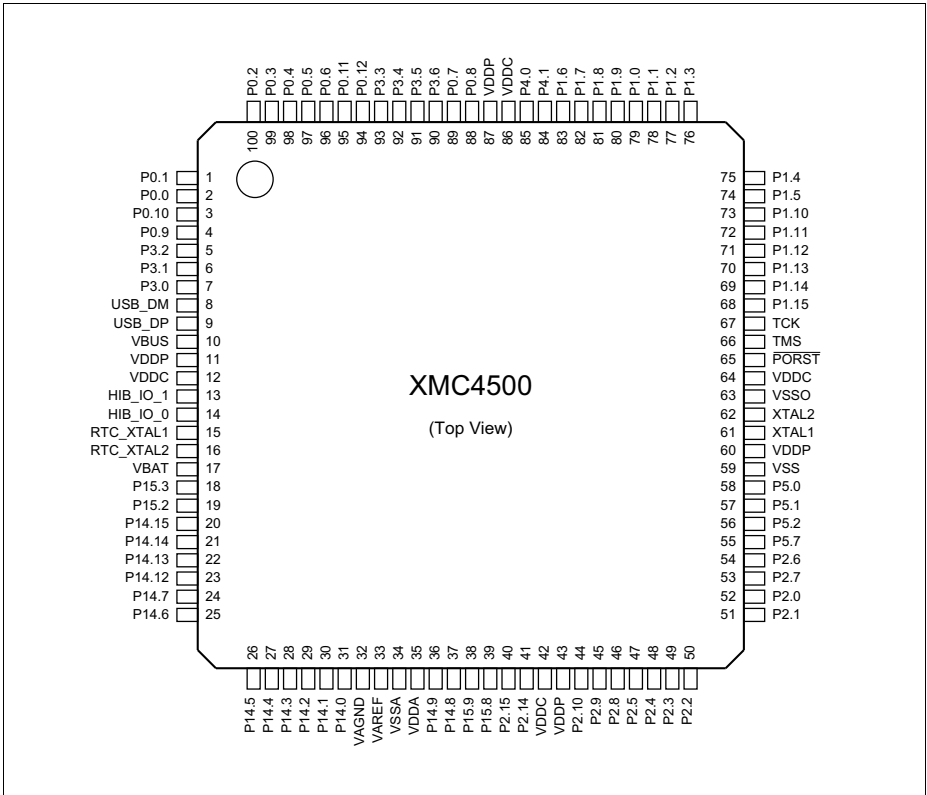 P0.2 P0.3 P0.4 P0.5 P0.6 P0.11 P0.12 P3.3 P3.4 P3.5 P3.6 P0.7 P0.8 VDDP VDDC P4.0 P4.1 P1.6 P1.7 P1.8 P1.9 P1.0 P1.1 P1.2 P1.3
100 99 98 97 96 95 94 93 92 91 90 89 88 87 86 85 84 83 82 81 80 79 78 77 76
P0.1 1
P0.0 2
P0.10 3
P0.9 4
P3.2 5
P3.1 6
P3.0 7
USB_DM 8
USB_DP 9
VBUS 10
VDDP 11
VDDC 12
HIB_IO_1 13
HIB_IO_0 14
RTC_XTAL1 15
RTC_XTAL2 16
VBAT 17
P15.3 18
P15.2 19
P14.15 20
P14.14 21
P14.13 22
P14.12 23
P14.7 24
P14.6 25
XMC4500
(Top View)
75 P1.4
74 P1.5
73 P1.10
72 P1.11
71 P1.12
70 P1.13
69 P1.14
68 P1.15
67 TCK
66 TMS
65 PORST
64 VDDC
63 VSSO
62 XTAL2
61 XTAL1
60 VDDP
59 VSS
58 P5.0
57 P5.1
56 P5.2
55 P5.7
54 P2.6
53 P2.7
52 P2.0
51 P2.1
26 27 28 29 30 31 32 33 34 35 36 37 38 39 40 41 42 43 44 45 46 47 48 49 50
P14.5 P14.4 P14.3 P14.2 P14.1 P14.0 VAGND VAREF VSSA VDDA P14.9 P14.8 P15.9 P15.8 P2.15 P2.14 VDDC VDDP P2.10 P2.9 P2.8 P2.5 P2.4 P2.3 P2.2